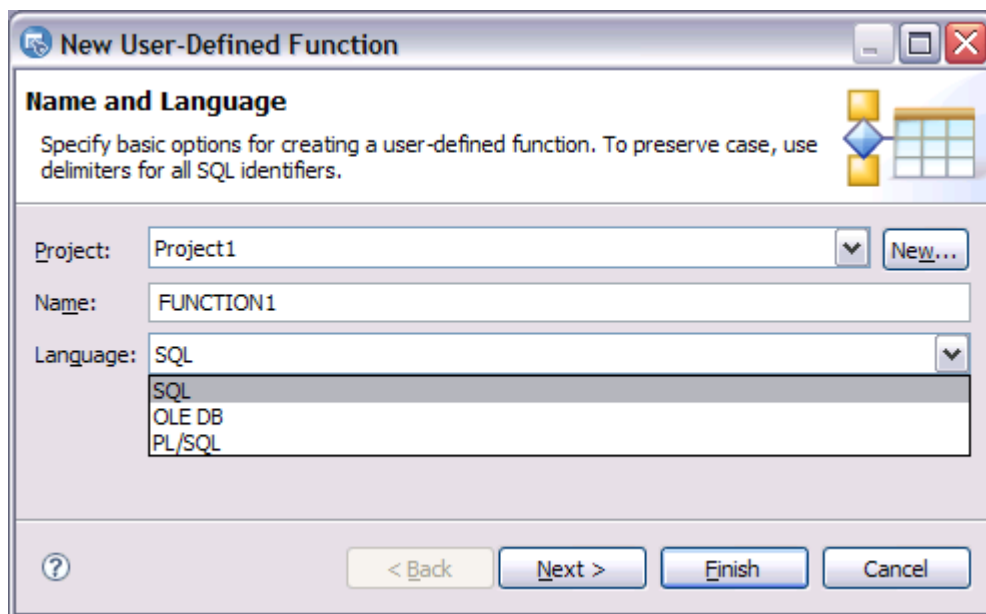 New User-Defined Function
Name and Language
Specify basic options for creating a user-defined function. To preserve case, use
delimiters for all SQL identifiers.
Project: Project1 New...
Name: FUNCTION1
Language: SQL
SQL
OLE DB
PL/SQL
? < Back Next > Finish Cancel